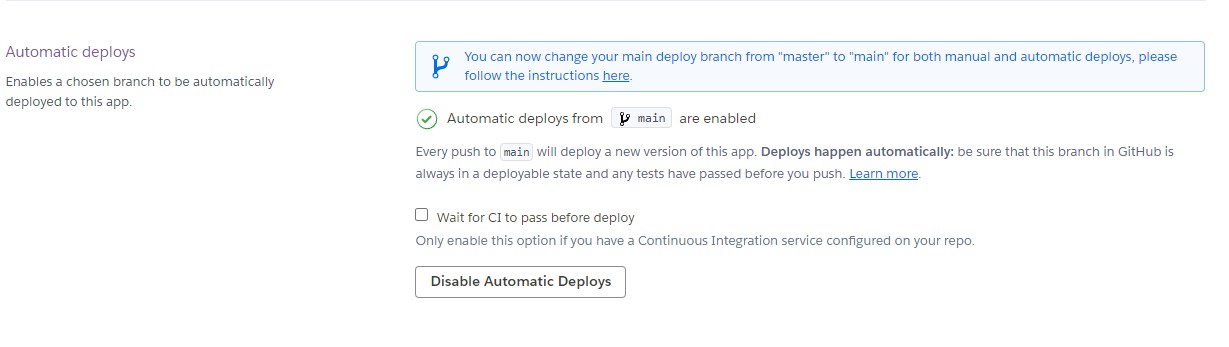 Automatic deploys
Enables a chosen branch to be automatically
deployed to this app.
You can now change your main deploy branch from "master" to "main" for both manual and automatic deploys, please
follow the instructions here.
Automatic deploys from main are enabled
Every push to main will deploy a new version of this app. Deploys happen automatically: be sure that this branch in GitHub is
always in a deployable state and any tests have passed before you push. Learn more.
Wait for CI to pass before deploy
Only enable this option if you have a Continuous Integration service configured on your repo.
Disable Automatic Deploys